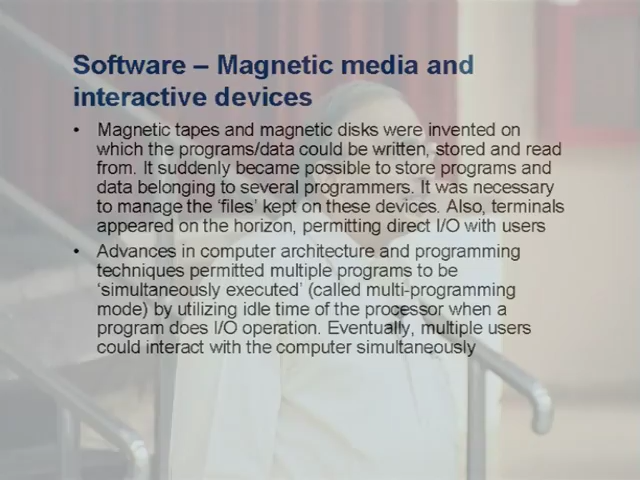 Software – Magnetic media and
interactive devices
• Magnetic tapes and magnetic disks were invented on
which the programs/data could be written, stored and read
from. It suddenly became possible to store programs and
data belonging to several programmers. It was necessary
to manage the ‘files’ kept on these devices. Also, terminals
appeared on the horizon, permitting direct I/O with users
• Advances in computer architecture and programming
techniques permitted multiple programs to be
‘simultaneously executed’ (called multi-programming
mode) by utilizing idle time of the processor when a
program does I/O operation. Eventually, multiple users
could interact with the computer simultaneously